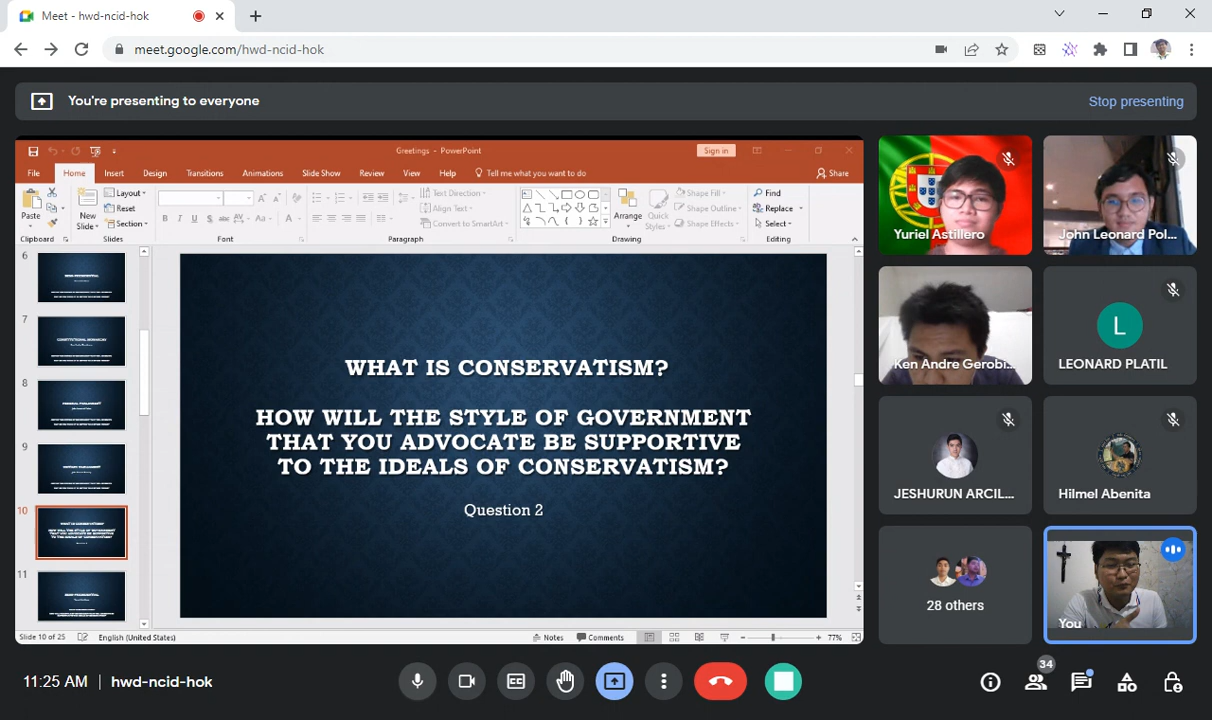 Meet - hwd-ncid-hok
meet.google.com/hwd-ncid-hok
You're presenting to everyone
Stop presenting
Greetings - PowerPoint
Sign in
File Home Insert Design Transitions Animations Slide Show Review View Help Tell me what you want to do
Share
Paste
New Slide
Layout
Reset
Section
Text Direction
Align Text
Convert to SmartArt
Arrange
Quick Styles
Shape Fill
Shape Outline
Shape Effects
Find
Replace
Select
Clipboard Slides Font Paragraph Drawing Editing
6
7
8
9
10
11
WHAT IS CONSERVATISM?
HOW WILL THE STYLE OF GOVERNMENT
THAT YOU ADVOCATE BE SUPPORTIVE
TO THE IDEALS OF CONSERVATISM?
Question 2
Slide 10 of 25 English (United States)
Notes Comments 77%
Yuriel Astillero
John Leonard Pol...
Ken Andre Gerobi...
L
LEONARD PLATIL
JESHURUN ARCIL...
Hilmel Abenita
28 others
You
11:25 AM | hwd-ncid-hok
34